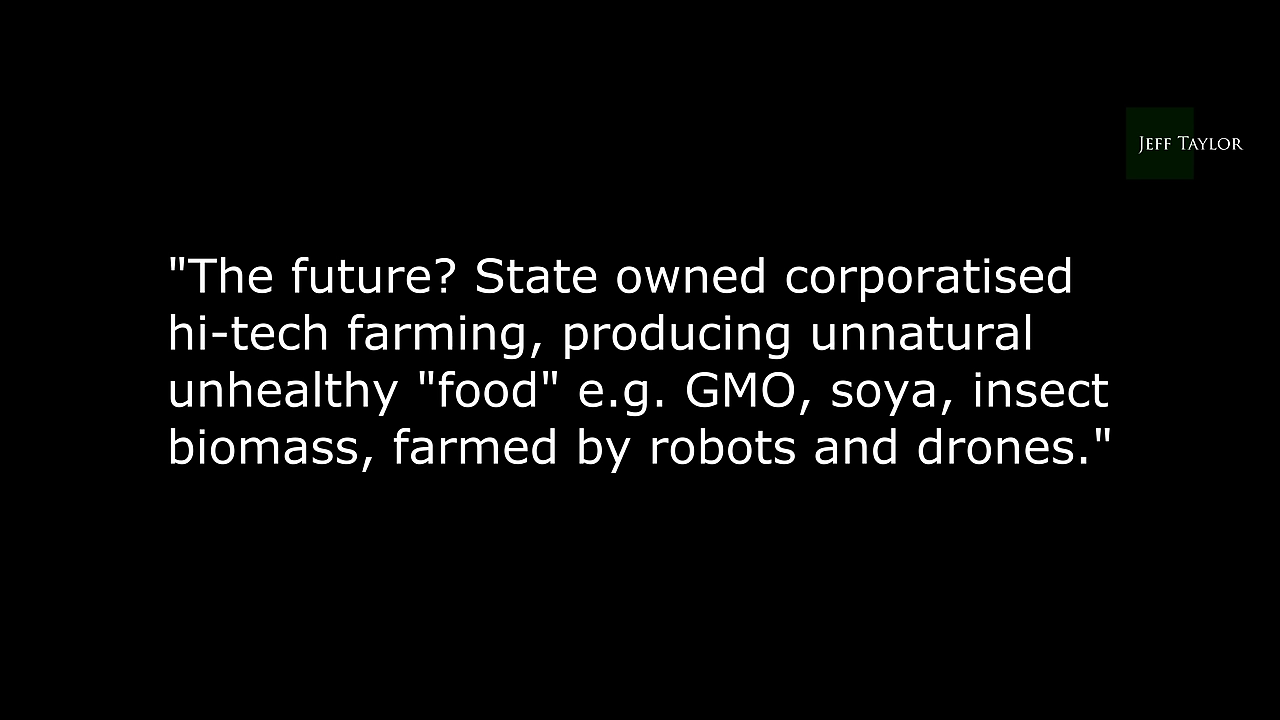 JEFF TAYLOR
"The future? State owned corporatised
hi-tech farming, producing unnatural
unhealthy "food" e.g. GMO, soya, insect
biomass, farmed by robots and drones."